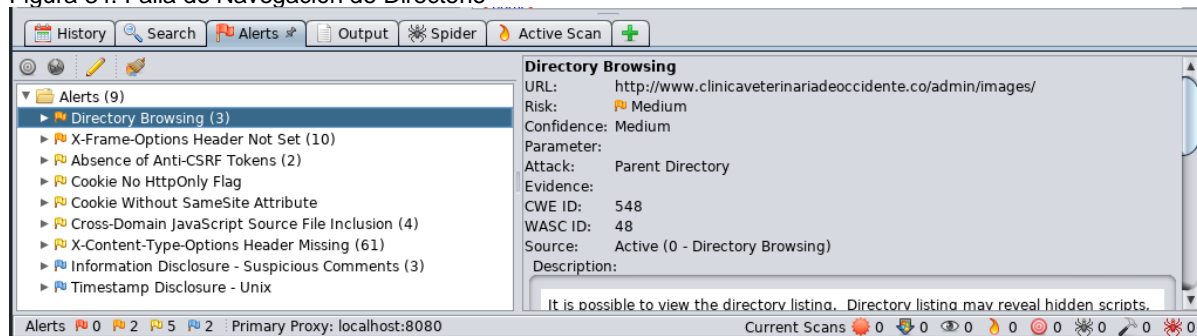 Figura 34. Falla de Navegación de Directorio
History Search Alerts Output Spider Active Scan
Alerts (9)
Directory Browsing (3)
X-Frame-Options Header Not Set (10)
Absence of Anti-CSRF Tokens (2)
Cookie No HttpOnly Flag
Cookie Without SameSite Attribute
Cross-Domain JavaScript Source File Inclusion (4)
X-Content-Type-Options Header Missing (61)
Information Disclosure - Suspicious Comments (3)
Timestamp Disclosure - Unix
Directory Browsing
URL: http://www.clinicaveterinariadeoccidente.co/admin/images/
Risk: Medium
Confidence: Medium
Parameter:
Attack: Parent Directory
Evidence:
CWE ID: 548
WASC ID: 48
Source: Active (0 - Directory Browsing)
Description:
It is possible to view the directory listing. Directory listing may reveal hidden scripts,
Alerts 0 2 5 2 Primary Proxy: localhost:8080 Current Scans 0 0 0 0 0 0 0 0